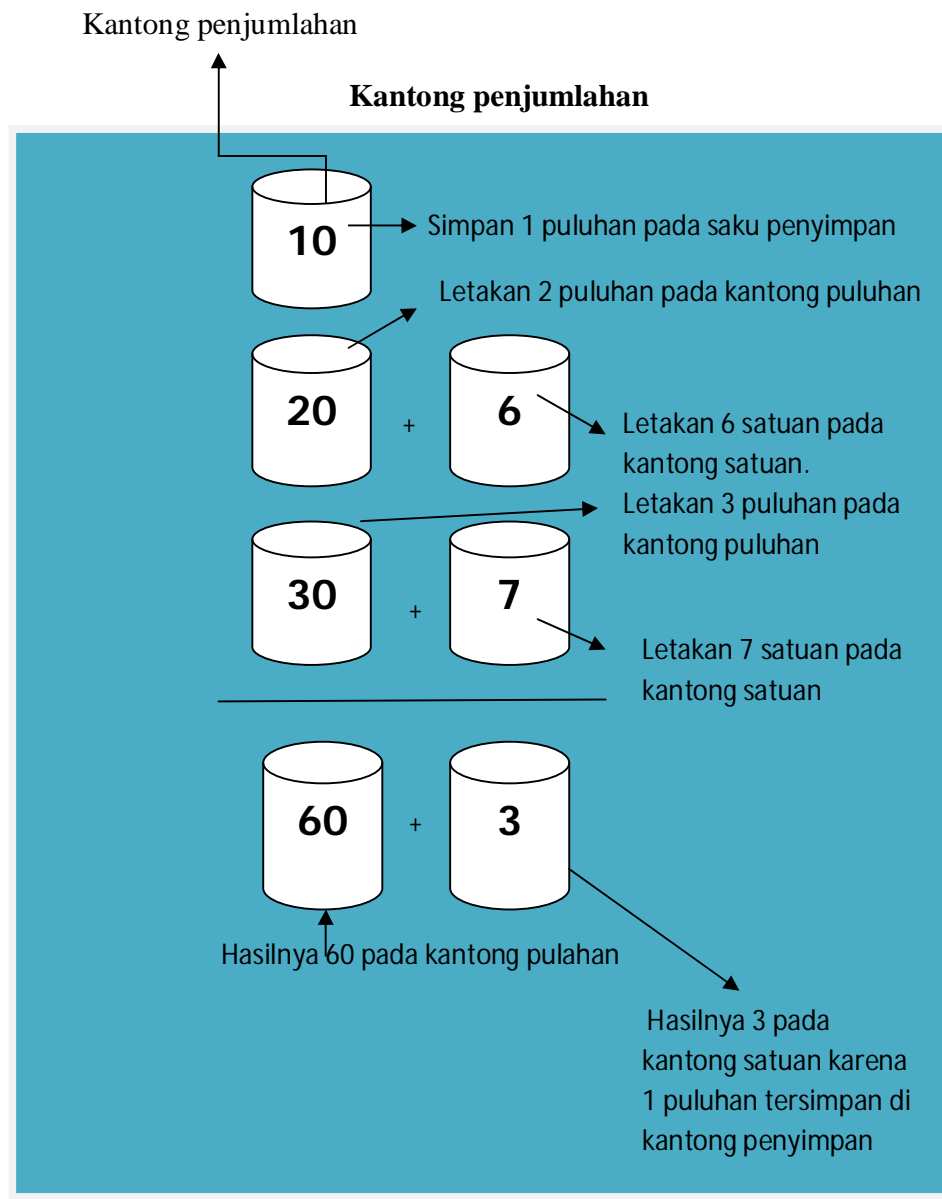 Kantong penjumlahan
Kantong penjumlahan
10
Simpan 1 puluhan pada saku penyimpan
Letakan 2 puluhan pada kantong puluhan
20 + 6
Letakan 6 satuan pada
kantong satuan.
Letakan 3 puluhan pada
kantong puluhan
30 + 7
Letakan 7 satuan pada
kantong satuan
60 + 3
Hasilnya 60 pada kantong pulahan
Hasilnya 3 pada
kantong satuan karena
1 puluhan tersimpan di
kantong penyimpan